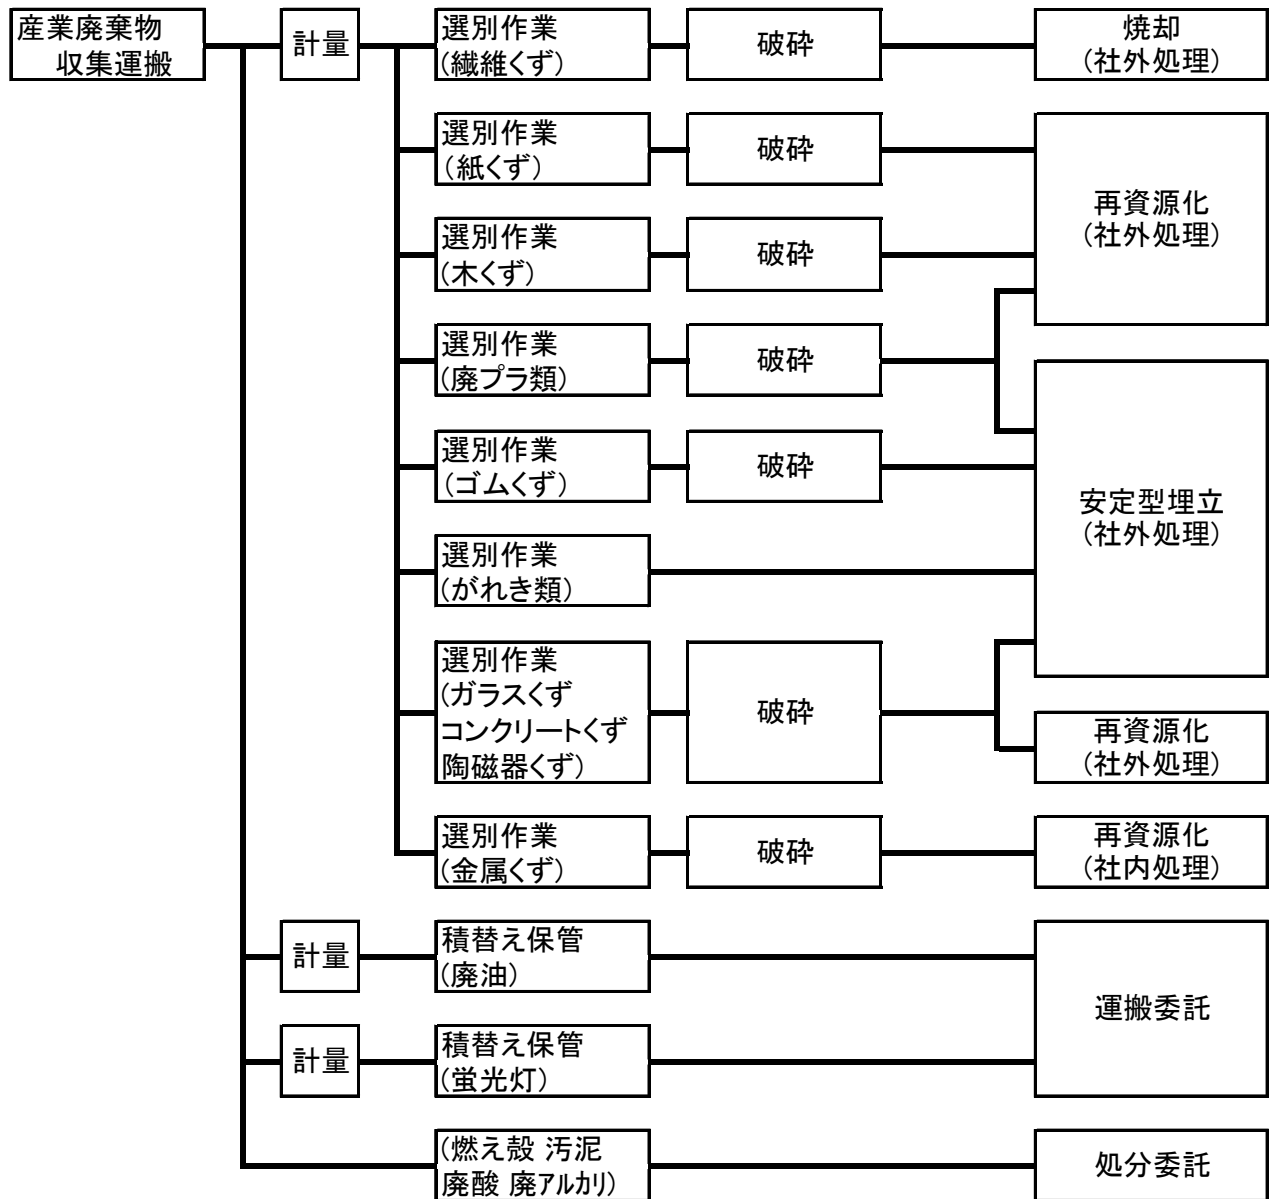 産業廃棄物
収集運搬
計量
選別作業
(繊維くず)
破砕
焼却
(社外処理)
選別作業
(紙くず)
破砕
再資源化
(社外処理)
選別作業
(木くず)
破砕
選別作業
(廃プラ類)
破砕
安定型埋立
(社外処理)
選別作業
(ゴムくず)
破砕
選別作業
(がれき類)
選別作業
(ガラスくず
コンクリートくず
陶磁器くず)
破砕
再資源化
(社外処理)
選別作業
(金属くず)
破砕
再資源化
(社内処理)
計量
積替え保管
(廃油)
運搬委託
計量
積替え保管
(蛍光灯)
(燃え殻 汚泥
廃酸 廃アルカリ)
処分委託